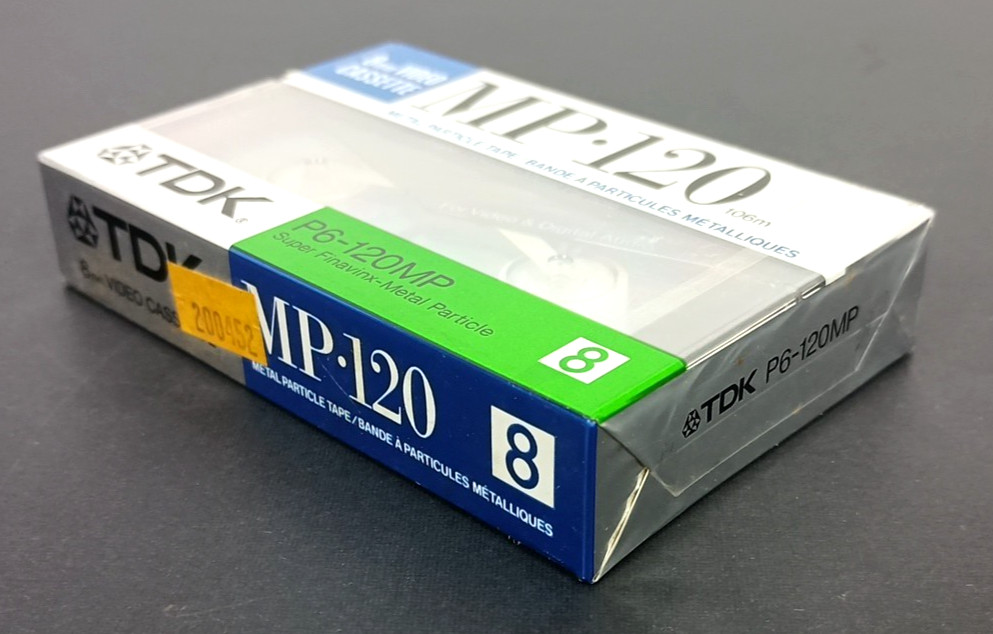 8mm VIDEO
CASSETTE
MP·120
106m
METAL PARTICLE TAPE BANDE À PARTICULES MÉTALLIQUES
TDK®
P6-120MP
Super Finavinx-Metal Particle
8
TDK
8mm VIDEO CASS
200452
MP·120
METAL PARTICLE TAPE/BANDE À PARTICULES MÉTALLIQUES
8
TDK P6-120MP